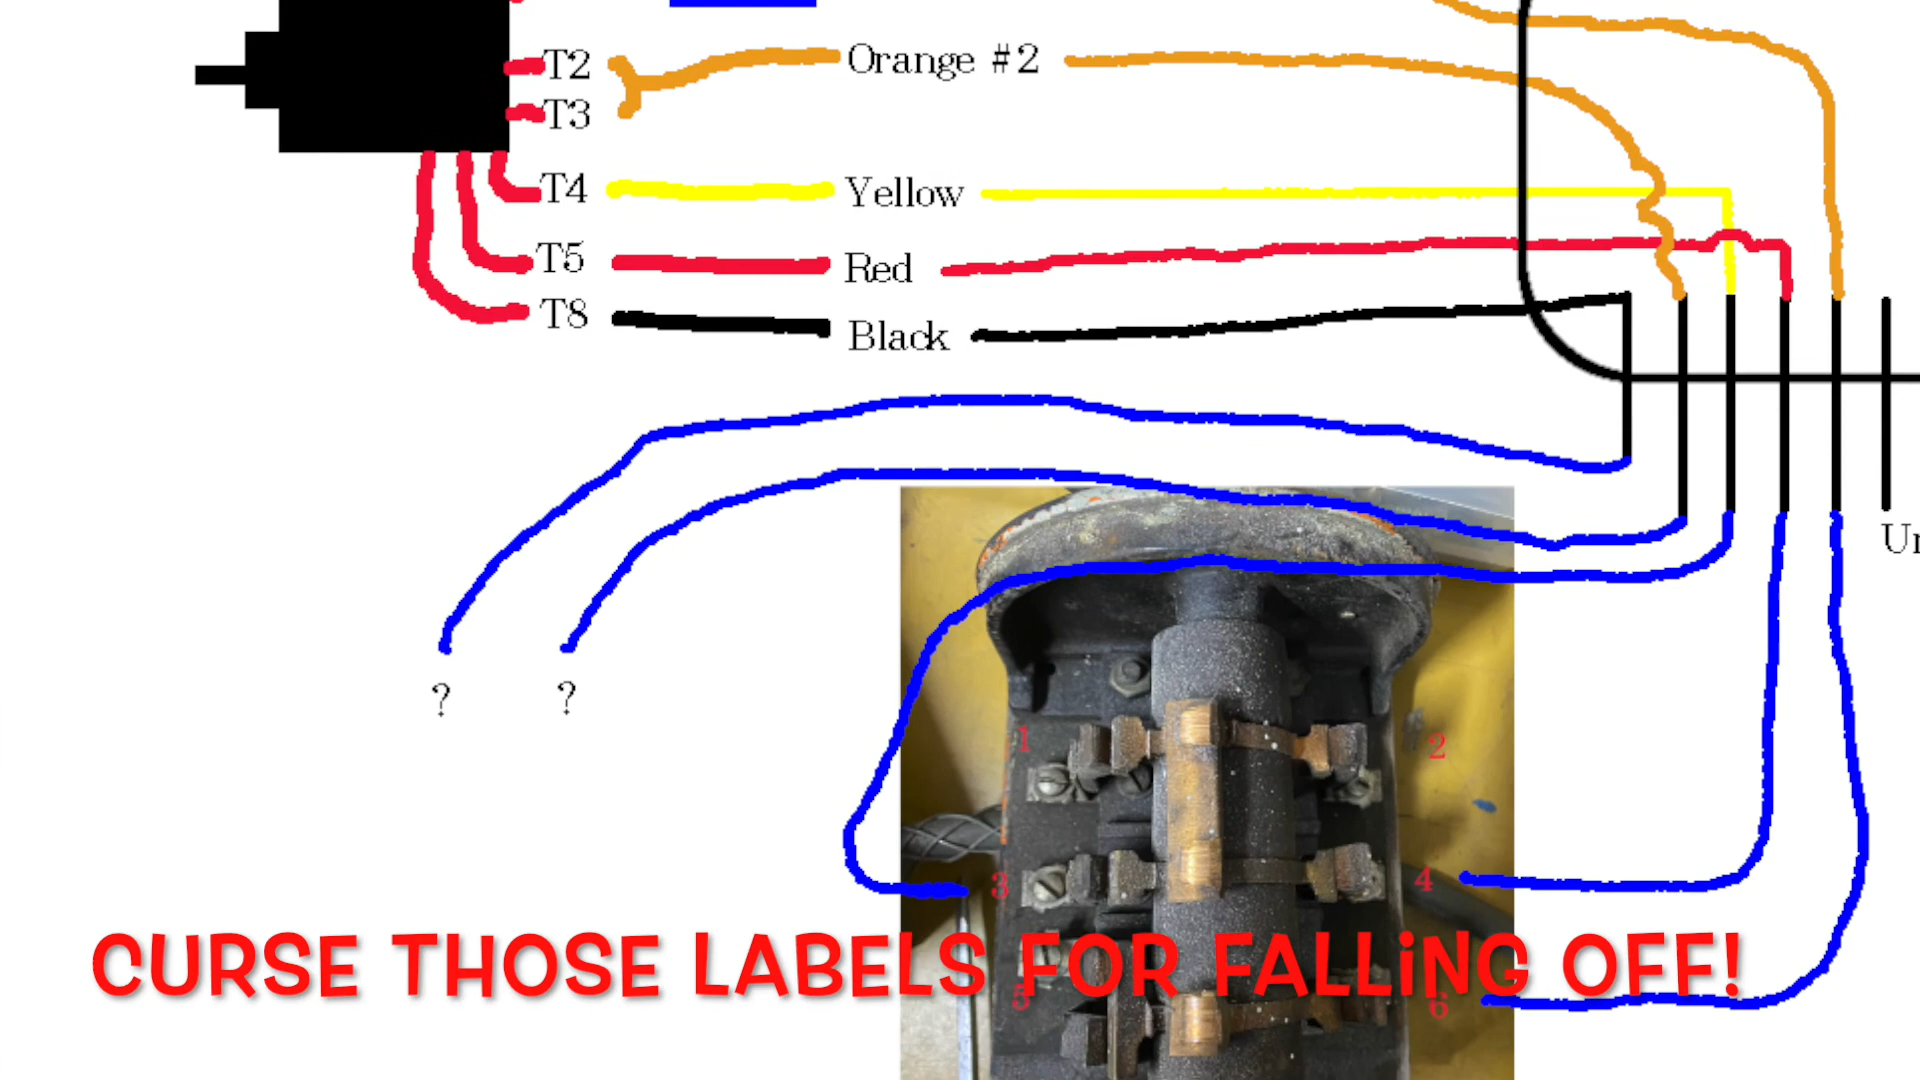 T2
Orange #2
T3
T4
Yellow
T5
Red
T8
Black
Ur
?
?
1
2
3
4
CURSE THOSE LABELS FOR FALLING OFF!
5
6